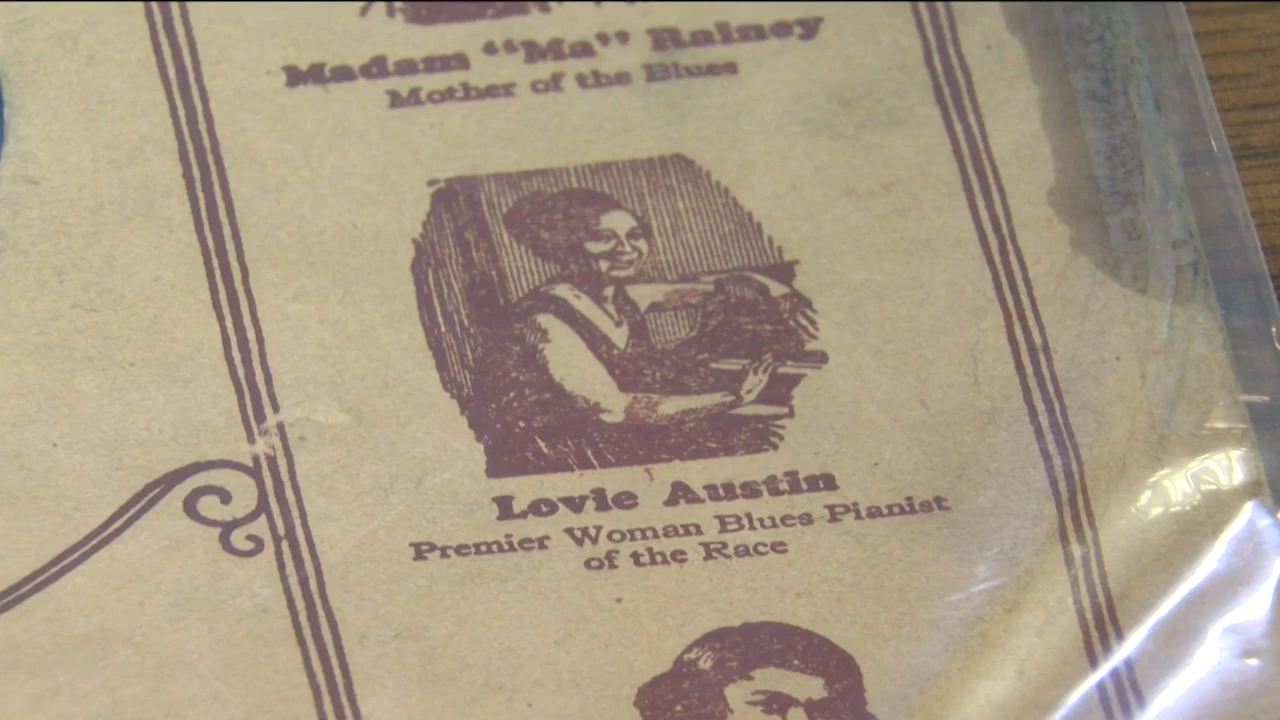 Madam “Ma” Rainey
Mother of the Blues
Lovie Austin
Premier Woman Blues Pianist
of the Race